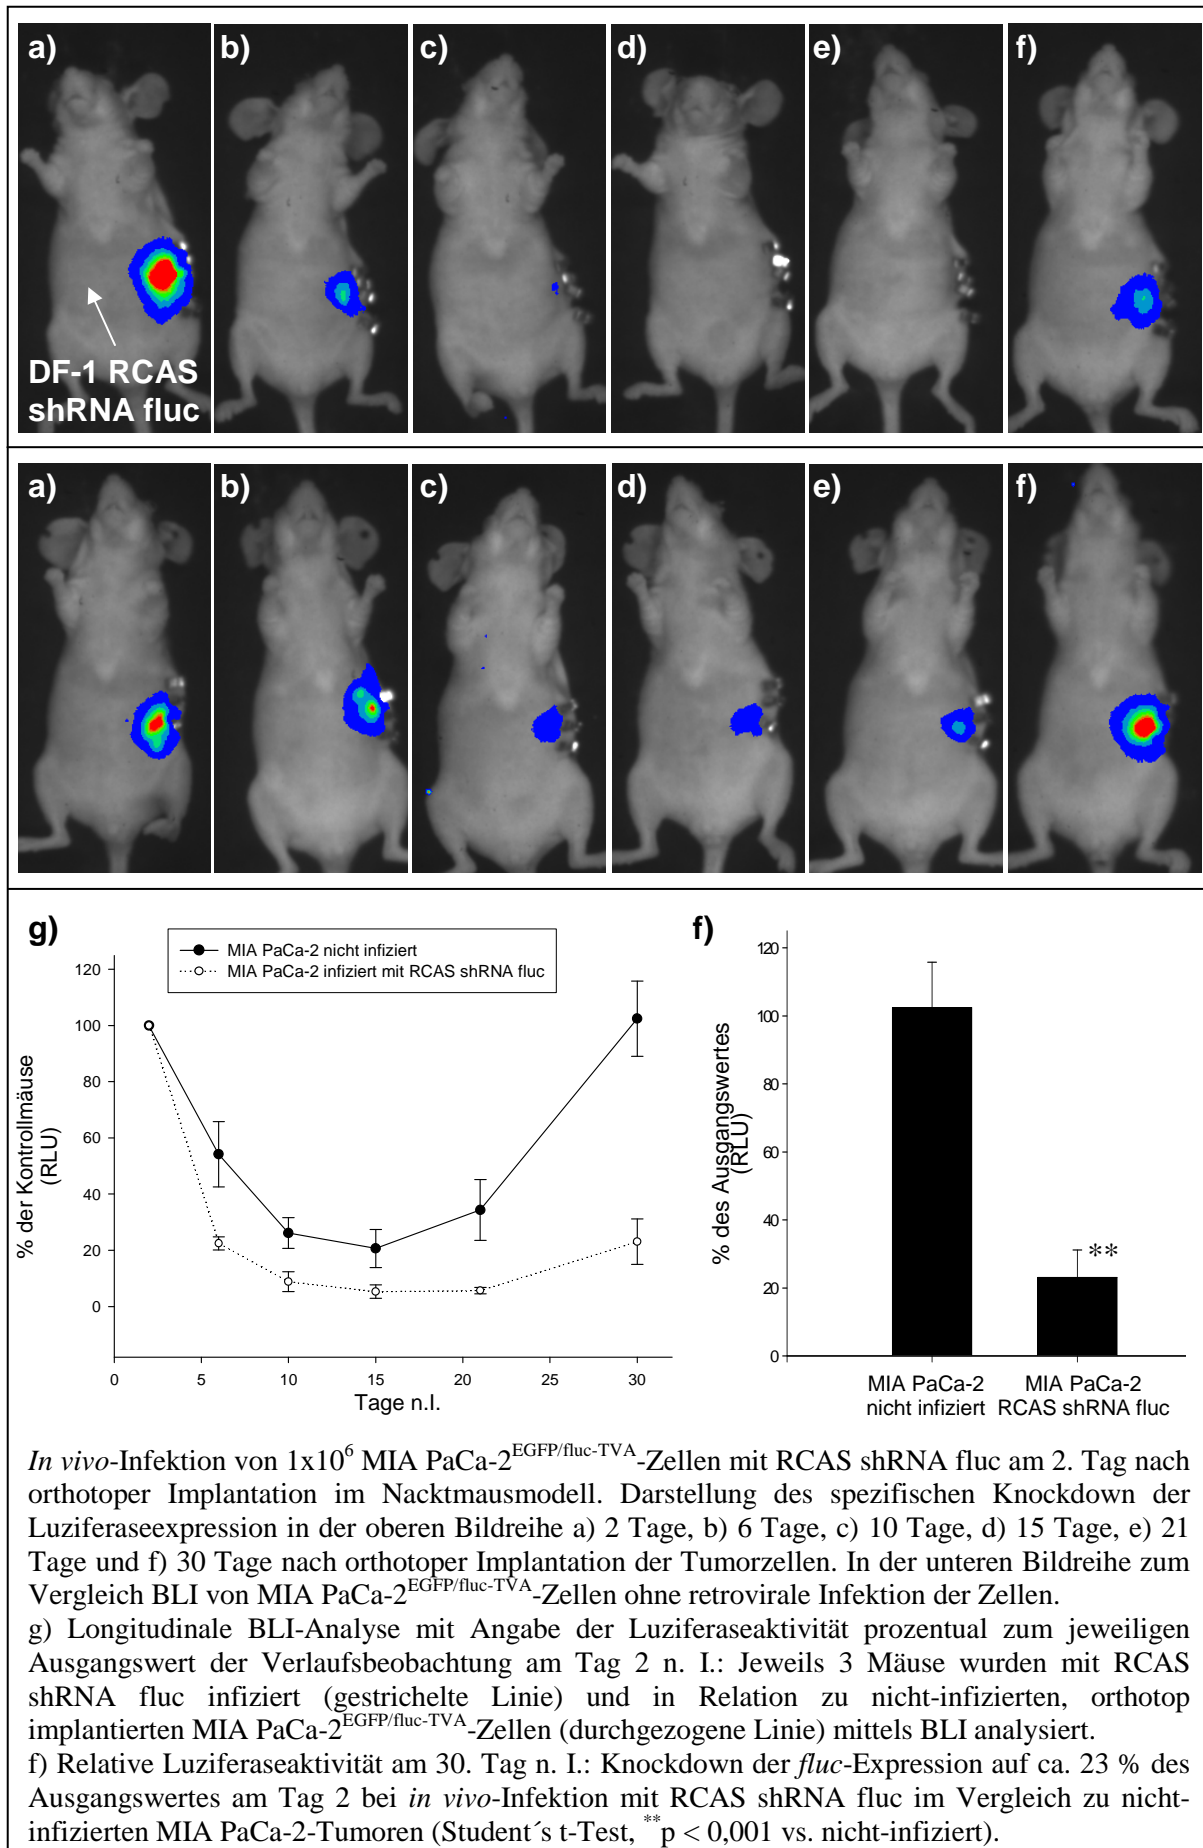 a) b) c) d) e) f)
DF-1 RCAS
shRNA fluc
a) b) c) d) e) f)
g)
MIA PaCa-2 nicht infiziert
MIA PaCa-2 infiziert mit RCAS shRNA fluc
% der Kontrollmäuse
(RLU)
120
100
80
60
40
20
0
0 5 10 15 20 25 30
Tage n.I.
f)
% des Ausgangswertes
(RLU)
120
100
80
60
40
20
0
**
MIA PaCa-2 MIA PaCa-2
nicht infiziert RCAS shRNA fluc
In vivo-Infektion von 1x10⁶ MIA PaCa-2^EGFP/fluc-TVA-Zellen mit RCAS shRNA fluc am 2. Tag nach
orthotoper Implantation im Nacktmausmodell. Darstellung des spezifischen Knockdown der
Luziferaseexpression in der oberen Bildreihe a) 2 Tage, b) 6 Tage, c) 10 Tage, d) 15 Tage, e) 21
Tage und f) 30 Tage nach orthotoper Implantation der Tumorzellen. In der unteren Bildreihe zum
Vergleich BLI von MIA PaCa-2^EGFP/fluc-TVA-Zellen ohne retrovirale Infektion der Zellen.
g) Longitudinale BLI-Analyse mit Angabe der Luziferaseaktivität prozentual zum jeweiligen
Ausgangswert der Verlaufsbeobachtung am Tag 2 n. I.: Jeweils 3 Mäuse wurden mit RCAS
shRNA fluc infiziert (gestrichelte Linie) und in Relation zu nicht-infizierten, orthotop
implantierten MIA PaCa-2^EGFP/fluc-TVA-Zellen (durchgezogene Linie) mittels BLI analysiert.
f) Relative Luziferaseaktivität am 30. Tag n. I.: Knockdown der fluc-Expression auf ca. 23 % des
Ausgangswertes am Tag 2 bei in vivo-Infektion mit RCAS shRNA fluc im Vergleich zu nicht-
infizierten MIA PaCa-2-Tumoren (Student´s t-Test, **p < 0,001 vs. nicht-infiziert).